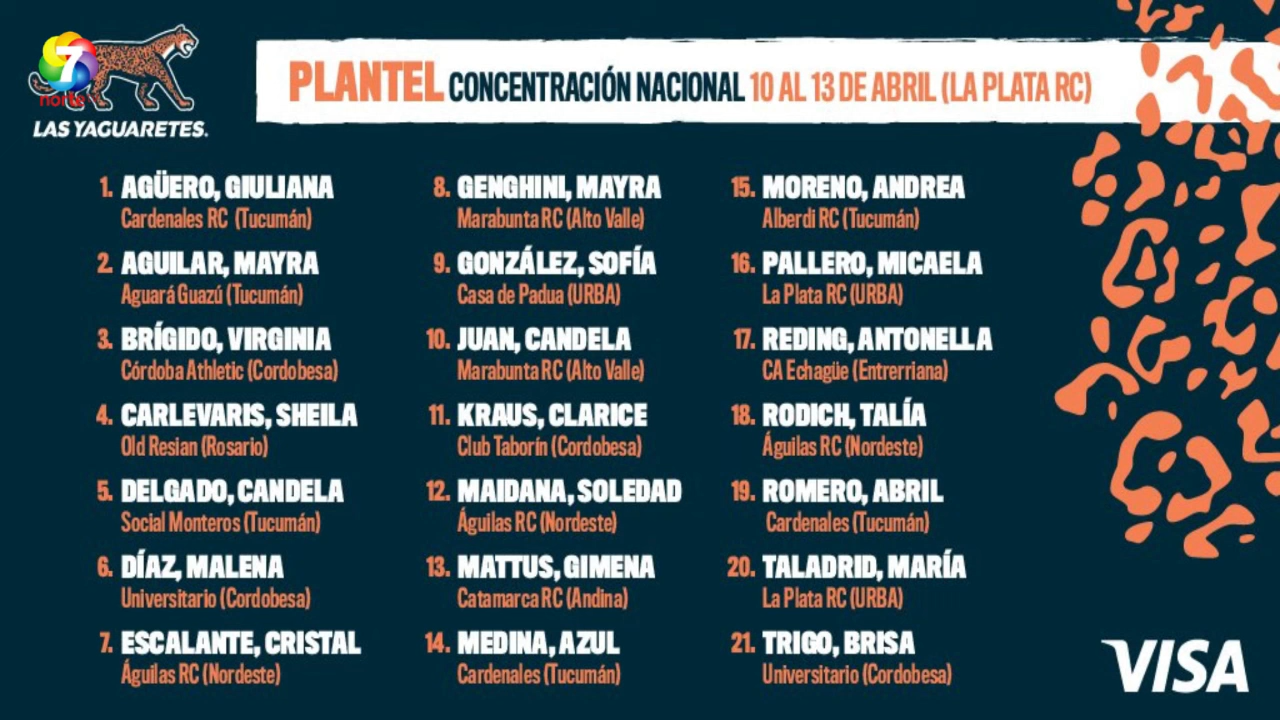 7
norte
LAS YAGUARETES.
PLANTEL CONCENTRACIÓN NACIONAL 10 AL 13 DE ABRIL (LA PLATA RC)
1. AGÜERO, GIULIANA
Cardenales RC (Tucumán)
2. AGUILAR, MAYRA
Aguará Guazú (Tucumán)
3. BRÍGIDO, VIRGINIA
Córdoba Athletic (Cordobesa)
4. CARLEVARIS, SHEILA
Old Resian (Rosario)
5. DELGADO, CANDELA
Social Monteros (Tucumán)
6. DÍAZ, MALENA
Universitario (Cordobesa)
7. ESCALANTE, CRISTAL
Águilas RC (Nordeste)
8. GENGHINI, MAYRA
Marabunta RC (Alto Valle)
9. GONZÁLEZ, SOFÍA
Casa de Padua (URBA)
10. JUAN, CANDELA
Marabunta RC (Alto Valle)
11. KRAUS, CLARICE
Club Taborín (Cordobesa)
12. MAIDANA, SOLEDAD
Águilas RC (Nordeste)
13. MATTUS, GIMENA
Catamarca RC (Andina)
14. MEDINA, AZUL
Cardenales (Tucumán)
15. MORENO, ANDREA
Alberdi RC (Tucumán)
16. PALLERO, MICAELA
La Plata RC (URBA)
17. REDING, ANTONELLA
CA Echagüe (Entrerriana)
18. RODICH, TALÍA
Águilas RC (Nordeste)
19. ROMERO, ABRIL
Cardenales (Tucumán)
20. TALADRID, MARÍA
La Plata RC (URBA)
21. TRIGO, BRISA
Universitario (Cordobesa)
VISA